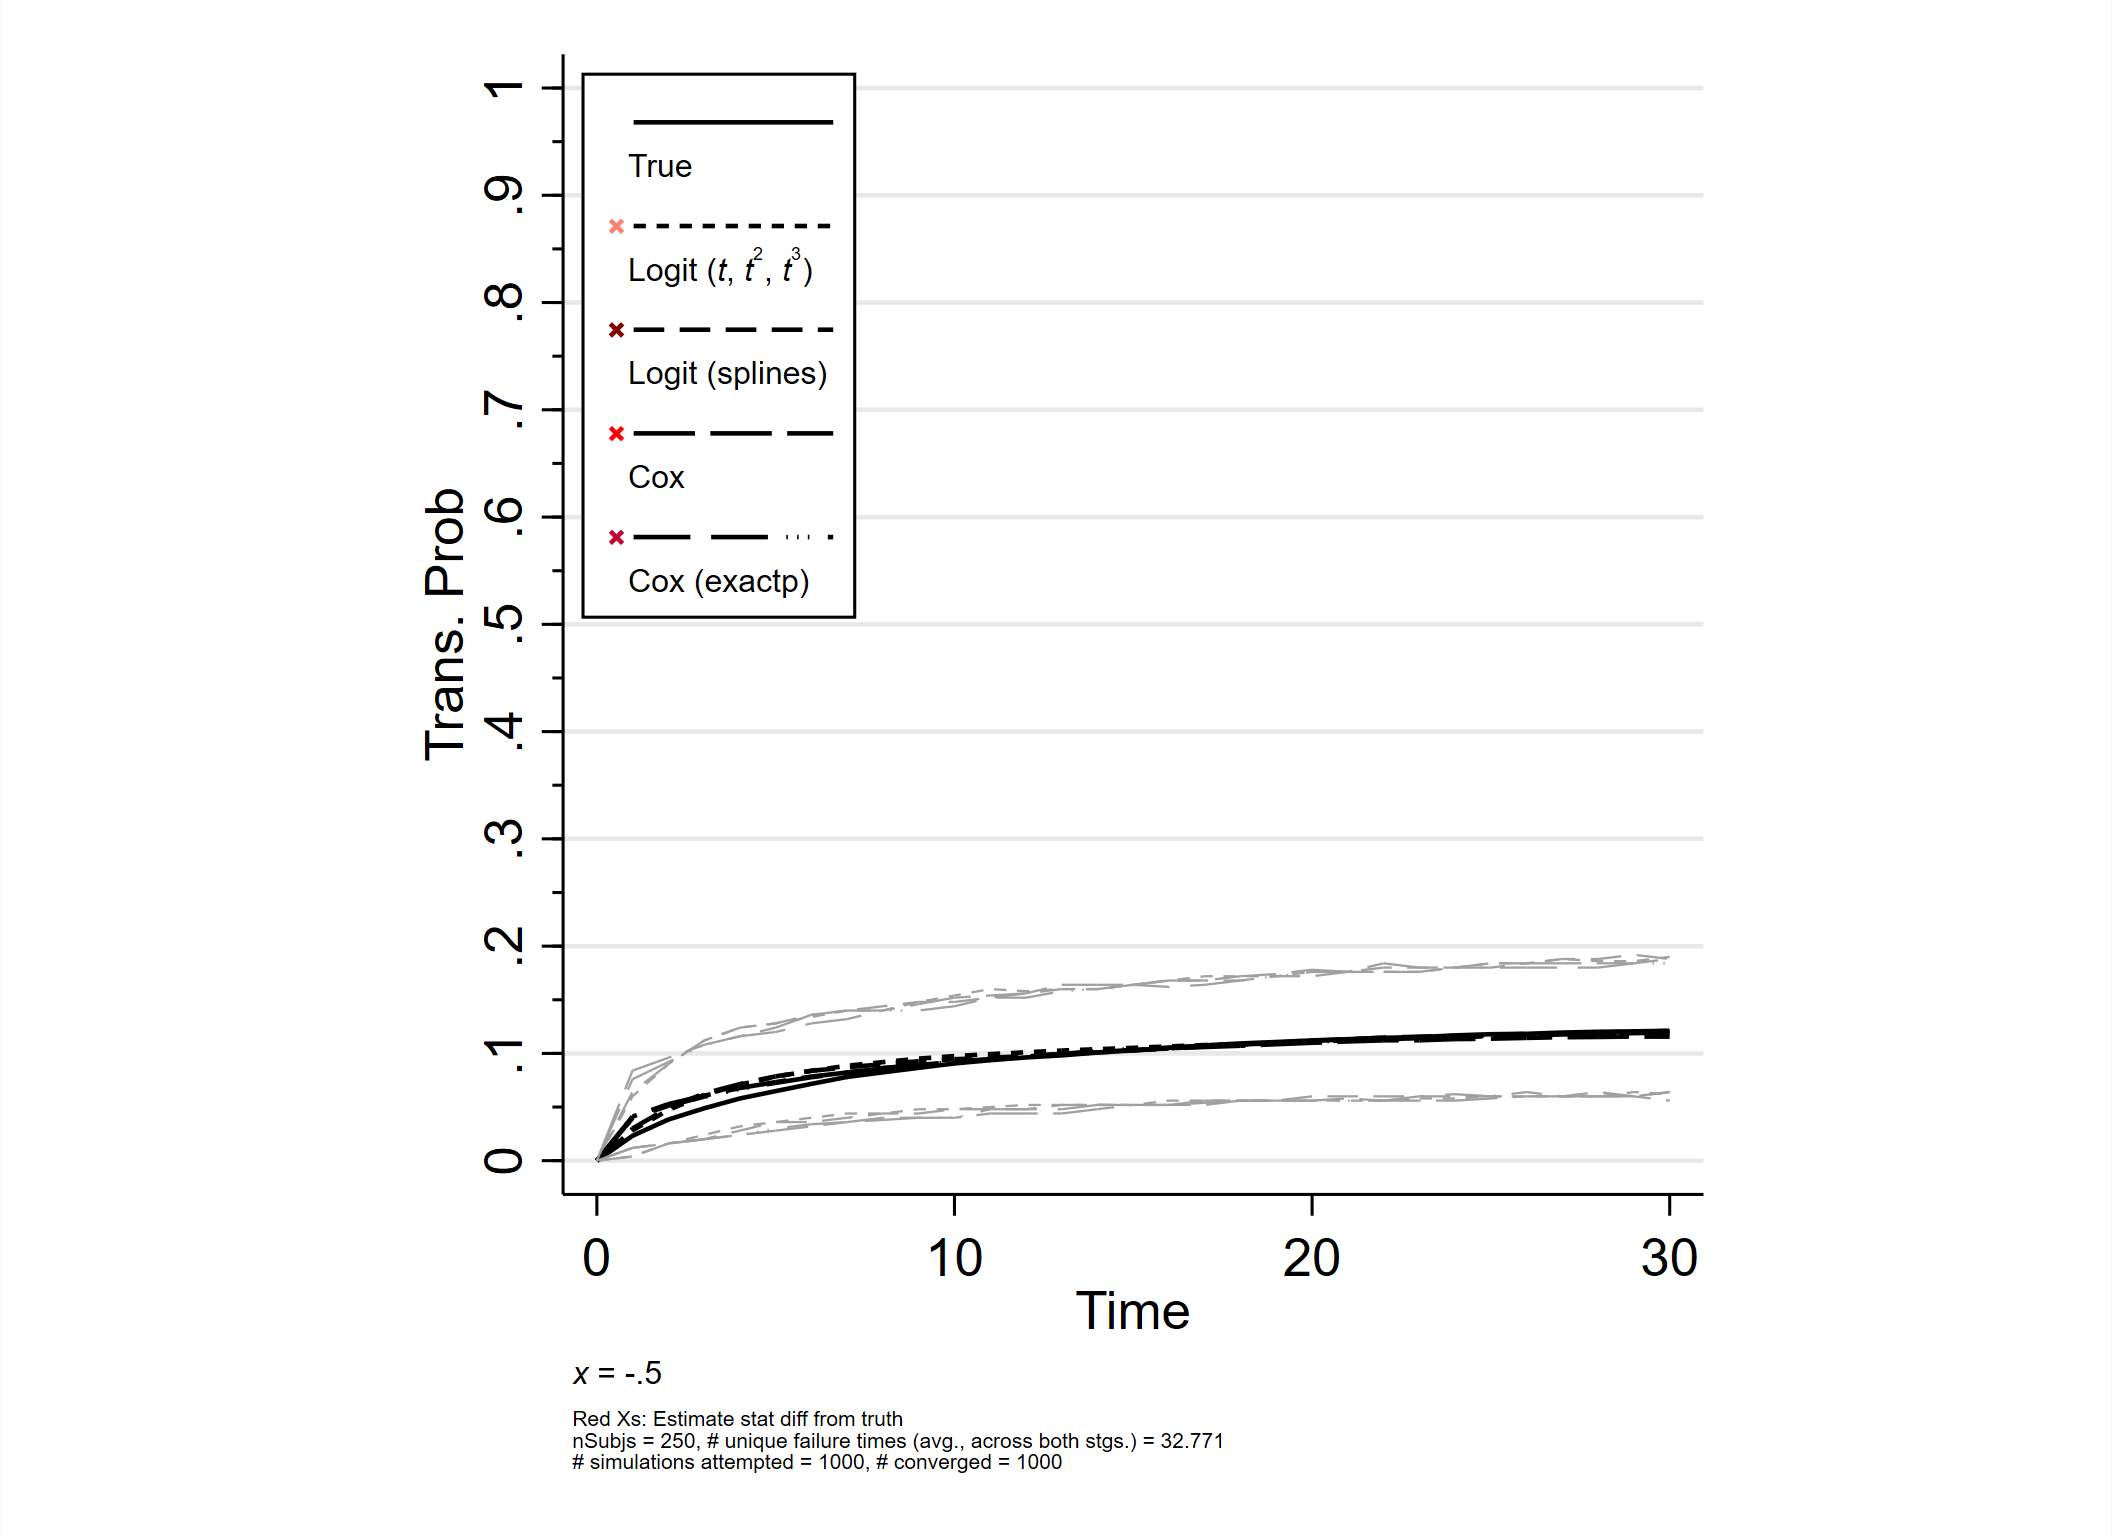 1
.9
.8
.7
.6
.5
.4
.3
.2
.1
0
Trans. Prob
True
Logit (t, t², t³)
Logit (splines)
Cox
Cox (exactp)
0 10 20 30
Time
x = -.5
Red Xs: Estimate stat diff from truth
nSubjs = 250, # unique failure times (avg., across both stgs.) = 32.771
# simulations attempted = 1000, # converged = 1000